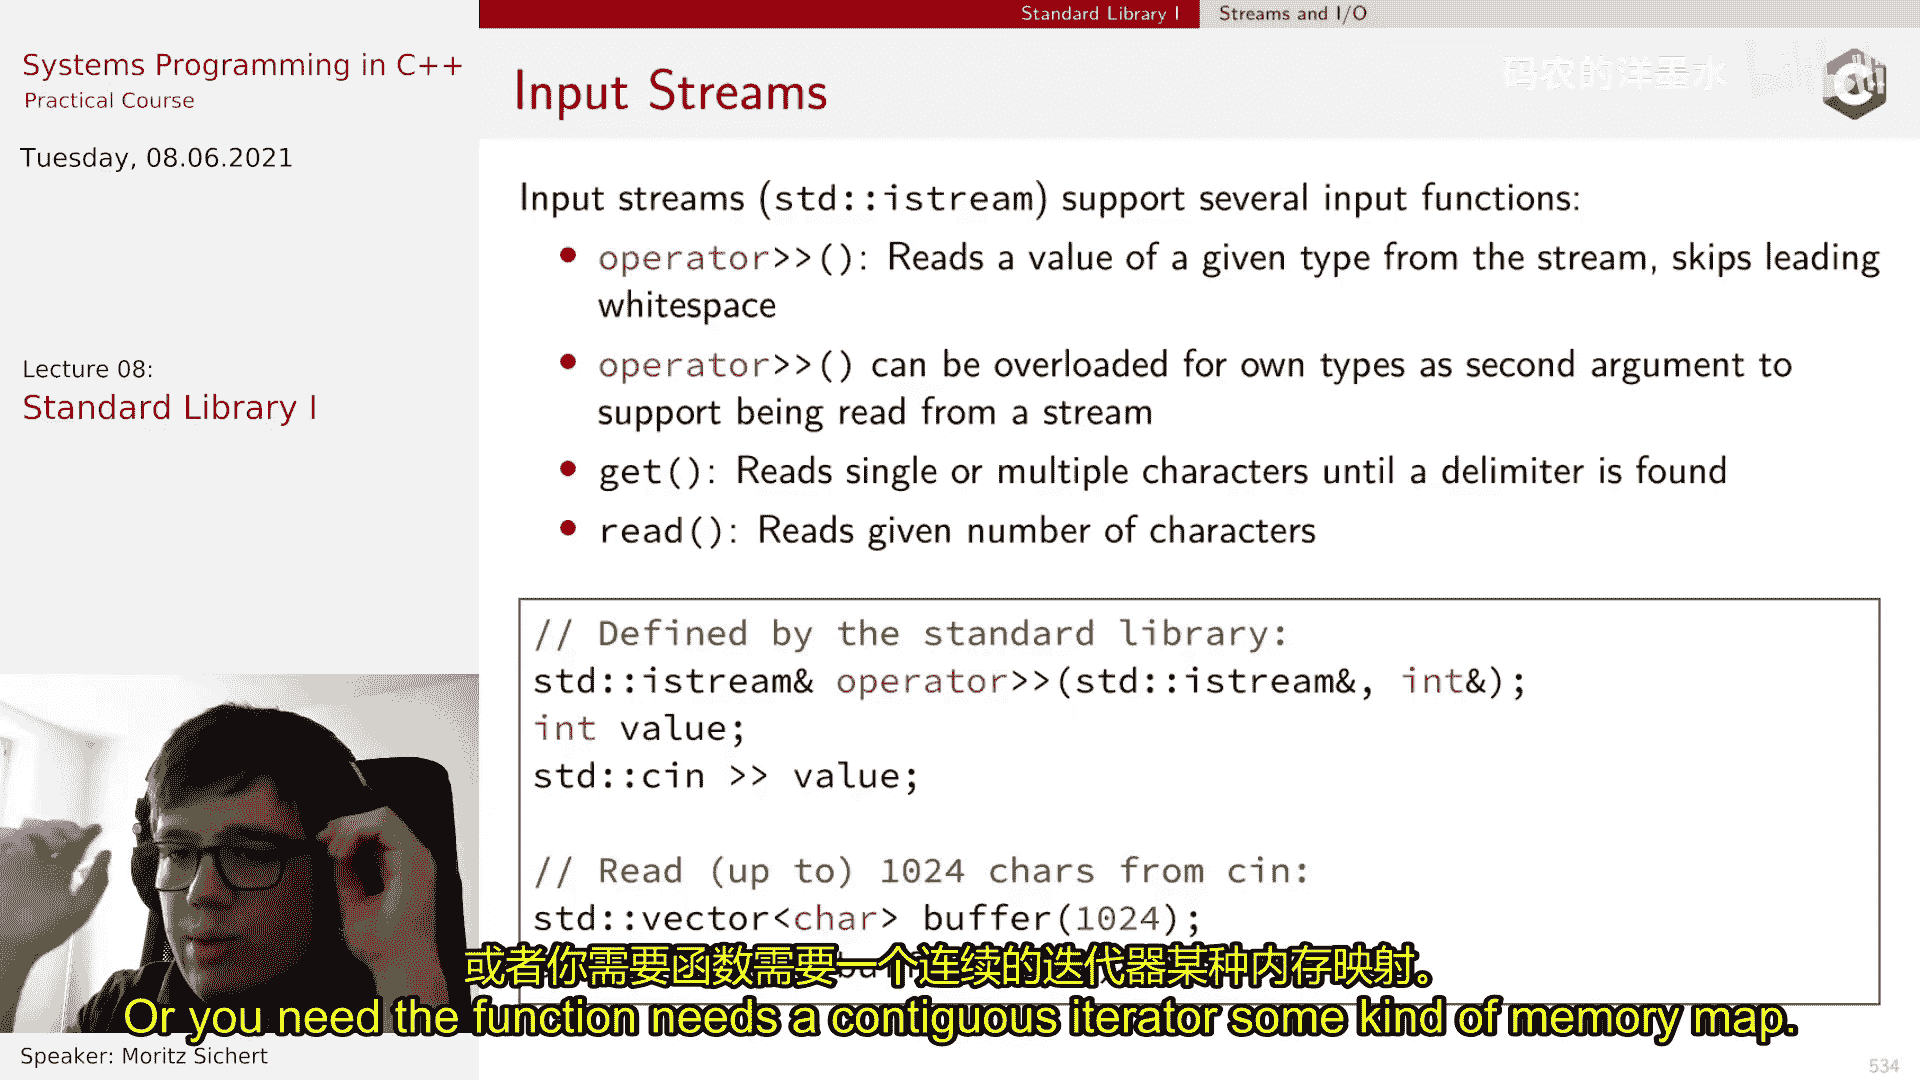 Standard Library I
Streams and I/O
Systems Programming in C++
Practical Course
Tuesday, 08.06.2021
Lecture 08:
Standard Library I
Input Streams
码农的洋墨水
Input streams (std::istream) support several input functions:
operator>>(): Reads a value of a given type from the stream, skips leading
whitespace
operator>>() can be overloaded for own types as second argument to
support being read from a stream
get(): Reads single or multiple characters until a delimiter is found
read(): Reads given number of characters
// Defined by the standard library:
std::istream& operator>>(std::istream&, int&);
int value;
std::cin >> value;
// Read (up to) 1024 chars from cin:
std::vector<char> buffer(1024);
或者你需要函数需要一个连续的迭代器某种内存映射。
Or you need the function needs a contiguous iterator some kind of memory map.
Speaker: Moritz Sichert
534